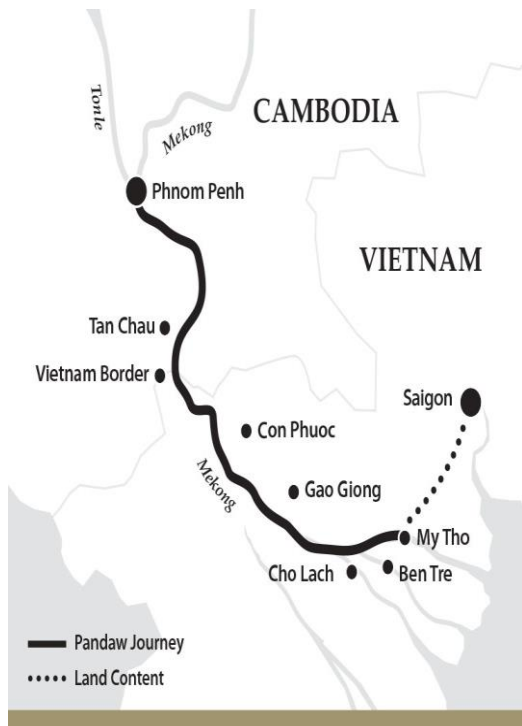 CAMBODIA
Tonle
Mekong
Phnom Penh
VIETNAM
Tan Chau
Vietnam Border
Saigon
Con Phuoc
Mekong
Gao Giong
My Tho
Cho Lach
Ben Tre
Pandaw Journey
Land Content